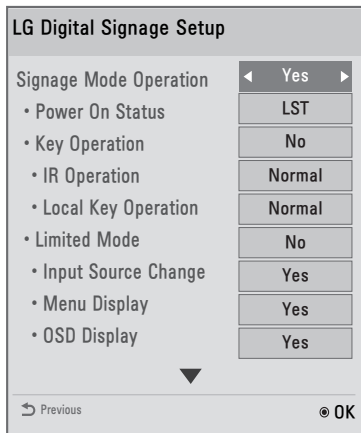 LG Digital Signage Setup
Signage Mode Operation Yes
• Power On Status LST
• Key Operation No
• IR Operation Normal
• Local Key Operation Normal
• Limited Mode No
• Input Source Change Yes
• Menu Display Yes
• OSD Display Yes
Previous OK